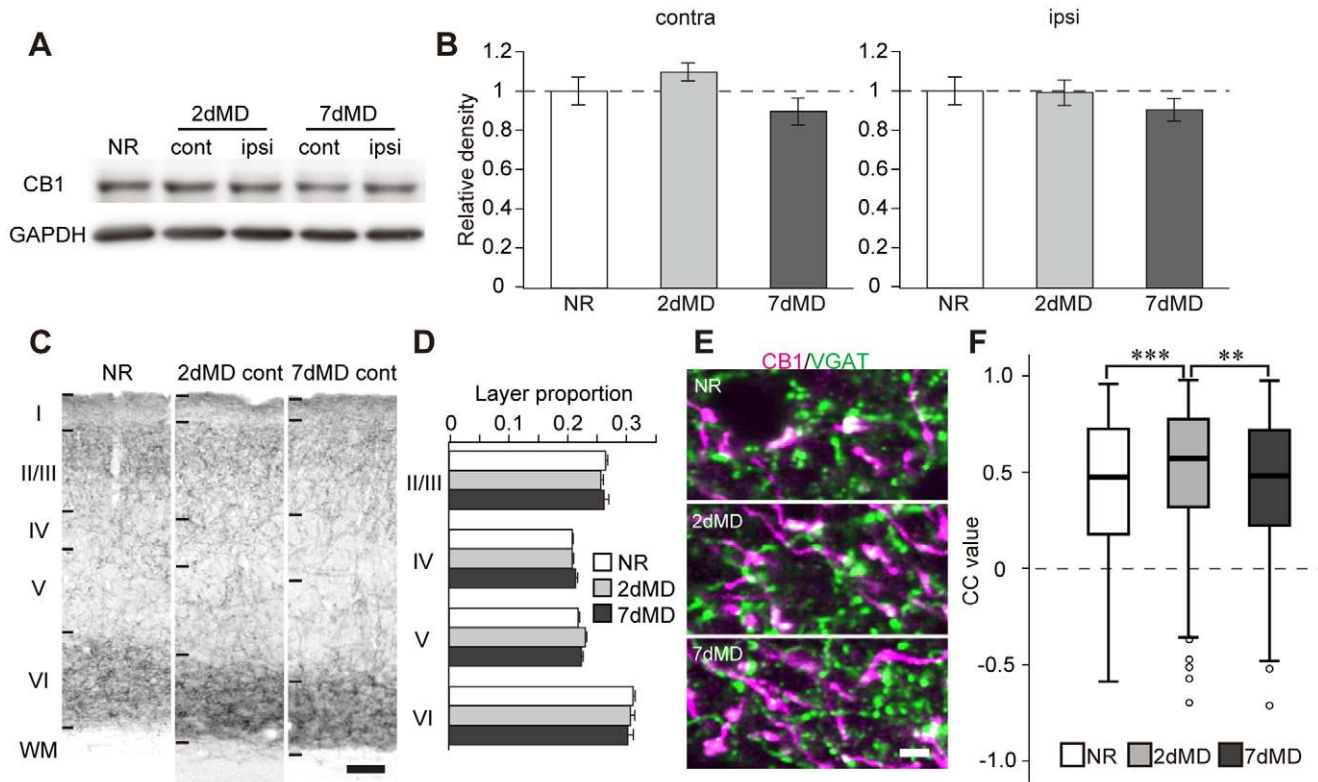 A
2dMD 7dMD
NR cont ipsi cont ipsi
CB1
GAPDH
B
contra
Relative density
1.2
1
0.8
0.6
0.4
0.2
0
NR 2dMD 7dMD
ipsi
1.2
1
0.8
0.6
0.4
0.2
0
NR 2dMD 7dMD
C
NR 2dMD cont 7dMD cont
I
II/III
IV
V
VI
WM
D
Layer proportion
0 0.1 0.2 0.3
II/III
IV
V
VI
NR
2dMD
7dMD
E
CB1/VGAT
NR
2dMD
7dMD
F
CC value
*** **
1.0
0.5
0
-0.5
-1.0
NR 2dMD 7dMD